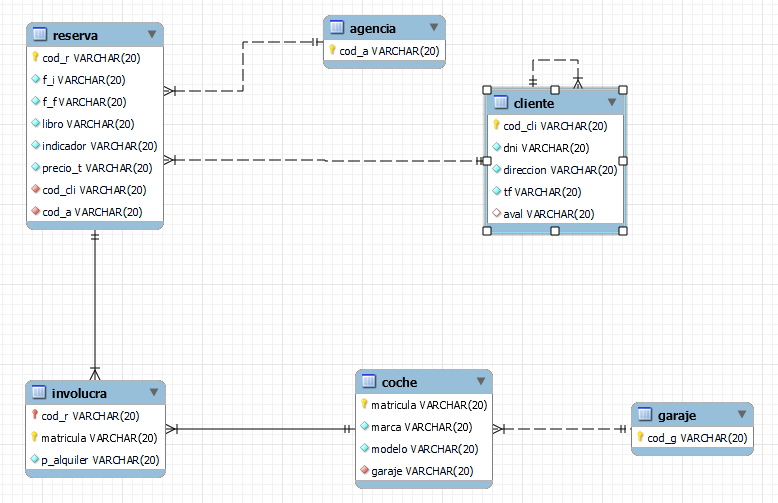 reserva
cod_r VARCHAR(20)
f_i VARCHAR(20)
f_f VARCHAR(20)
libro VARCHAR(20)
indicador VARCHAR(20)
precio_t VARCHAR(20)
cod_cli VARCHAR(20)
cod_a VARCHAR(20)
agencia
cod_a VARCHAR(20)
cliente
cod_cli VARCHAR(20)
dni VARCHAR(20)
direccion VARCHAR(20)
tf VARCHAR(20)
aval VARCHAR(20)
involucra
cod_r VARCHAR(20)
matricula VARCHAR(20)
p_alquiler VARCHAR(20)
coche
matricula VARCHAR(20)
marca VARCHAR(20)
modelo VARCHAR(20)
garaje VARCHAR(20)
garaje
cod_g VARCHAR(20)